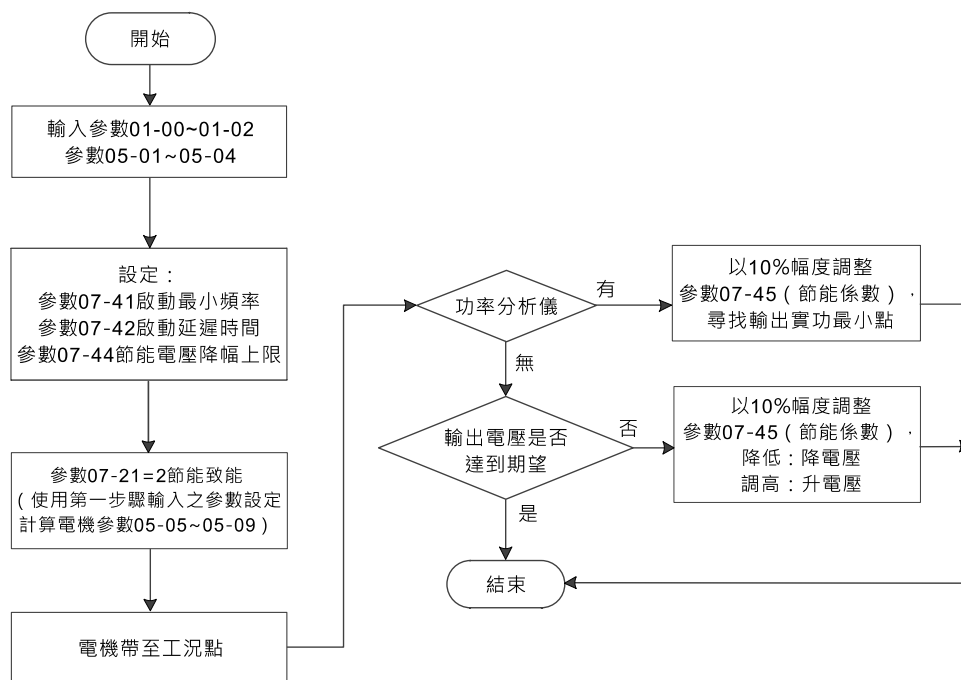 開始
輸入參數01-00~01-02
參數05-01~05-04
設定：
參數07-41啟動最小頻率
參數07-42啟動延遲時間
參數07-44節能電壓降幅上限
參數07-21=2節能致能
（使用第一步驟輸入之參數設定
計算電機參數05-05~05-09）
電機帶至工況點
功率分析儀
有
以10%幅度調整
參數07-45（節能係數），
尋找輸出實功最小點
無
輸出電壓是否
達到期望
否
以10%幅度調整
參數07-45（節能係數），
降低：降電壓
調高：升電壓
是
結束